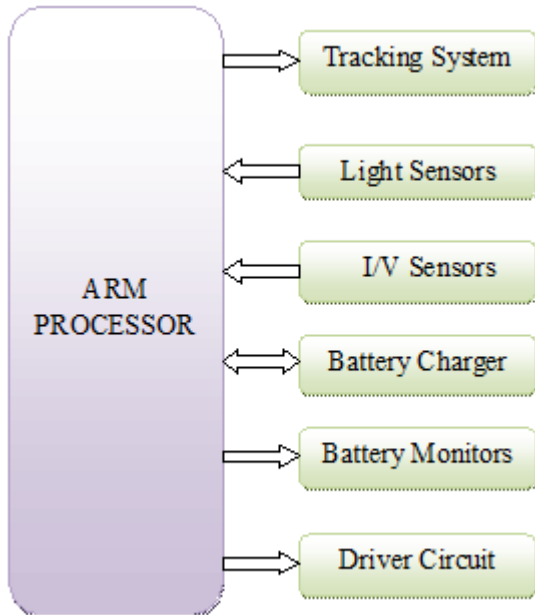 Tracking System
Light Sensors
I/V Sensors
ARM
PROCESSOR
Battery Charger
Battery Monitors
Driver Circuit